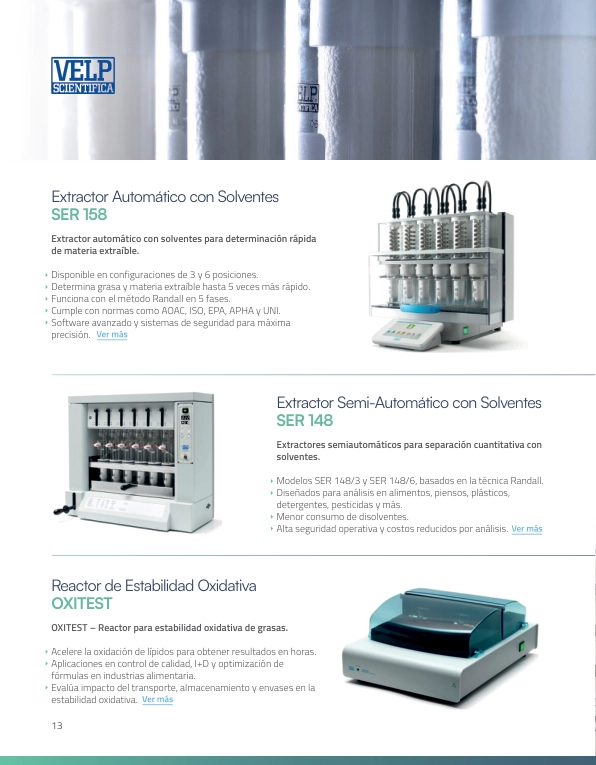 VELP
SCIENTIFICA
Extractor Automático con Solventes
SER 158
Extractor automático con solventes para determinación rápida
de materia extraíble.
Disponible en configuraciones de 3 y 6 posiciones.
Determina grasa y materia extraíble hasta 5 veces más rápido.
Funciona con el método Randall en 5 fases.
Cumple con normas como AOAC, ISO, EPA, APHA y UNI.
Software avanzado y sistemas de seguridad para máxima
precisión. Ver más
Extractor Semi-Automático con Solventes
SER 148
Extractores semiautomáticos para separación cuantitativa con
solventes.
Modelos SER 148/3 y SER 148/6, basados en la técnica Randall.
Diseñados para análisis en alimentos, piensos, plásticos,
detergentes, pesticidas y más.
Menor consumo de disolventes.
Alta seguridad operativa y costos reducidos por análisis. Ver más
Reactor de Estabilidad Oxidativa
OXITEST
OXITEST – Reactor para estabilidad oxidativa de grasas.
Acelere la oxidación de lípidos para obtener resultados en horas.
Aplicaciones en control de calidad, I+D y optimización de
fórmulas en industrias alimentaria.
Evalúa impacto del transporte, almacenamiento y envases en la
estabilidad oxidativa. Ver más
13